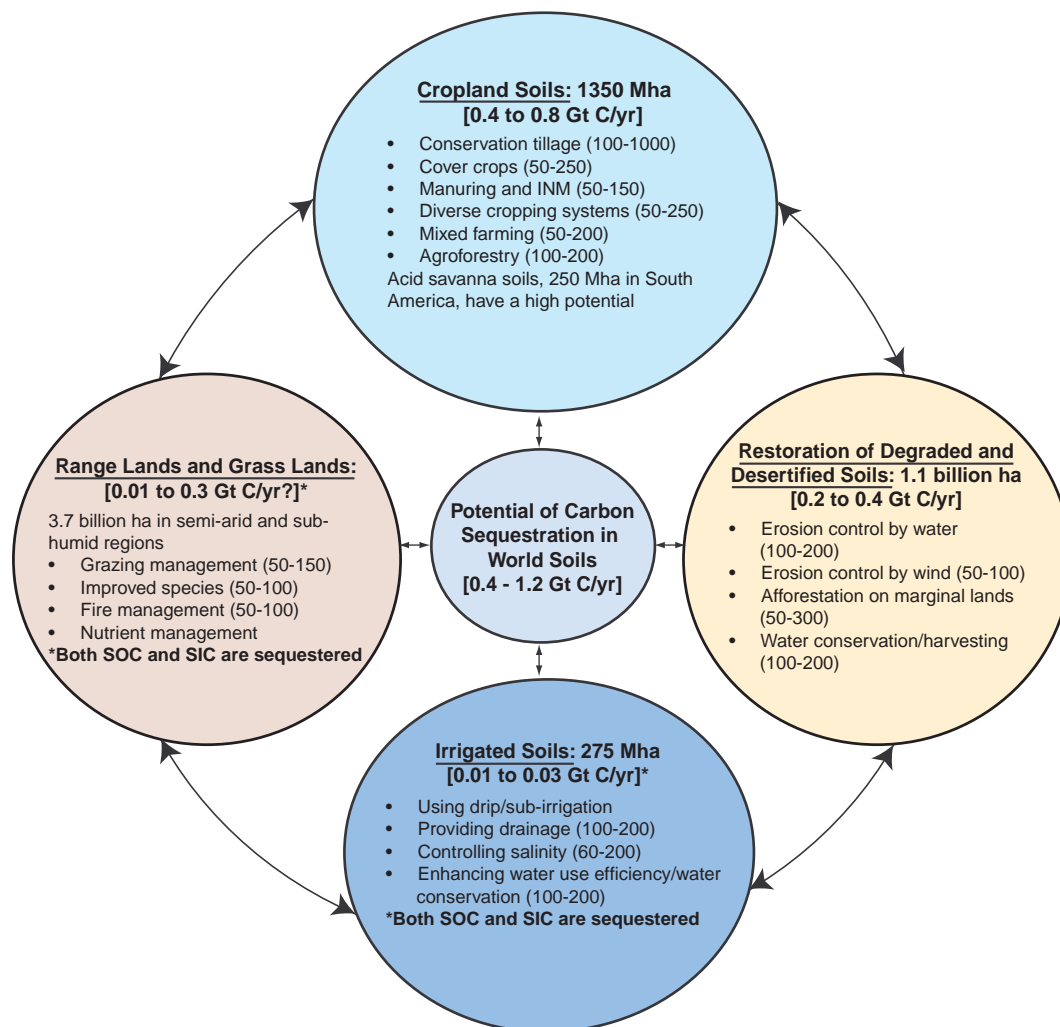 Cropland Soils: 1350 Mha
[0.4 to 0.8 Gt C/yr]
• Conservation tillage (100-1000)
• Cover crops (50-250)
• Manuring and INM (50-150)
• Diverse cropping systems (50-250)
• Mixed farming (50-200)
• Agroforestry (100-200)
Acid savanna soils, 250 Mha in South
America, have a high potential
Range Lands and Grass Lands:
[0.01 to 0.3 Gt C/yr?]*
3.7 billion ha in semi-arid and sub-
humid regions
• Grazing management (50-150)
• Improved species (50-100)
• Fire management (50-100)
• Nutrient management
*Both SOC and SIC are sequestered
Potential of Carbon
Sequestration in
World Soils
[0.4 - 1.2 Gt C/yr]
Restoration of Degraded and
Desertified Soils: 1.1 billion ha
[0.2 to 0.4 Gt C/yr]
• Erosion control by water
(100-200)
• Erosion control by wind (50-100)
• Afforestation on marginal lands
(50-300)
• Water conservation/harvesting
(100-200)
Irrigated Soils: 275 Mha
[0.01 to 0.03 Gt C/yr]*
• Using drip/sub-irrigation
• Providing drainage (100-200)
• Controlling salinity (60-200)
• Enhancing water use efficiency/water
conservation (100-200)
*Both SOC and SIC are sequestered